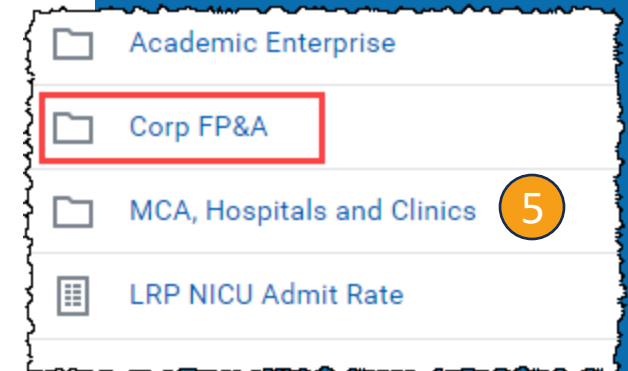 Academic Enterprise
Corp FP&A
MCA, Hospitals and Clinics 5
LRP NICU Admit Rate